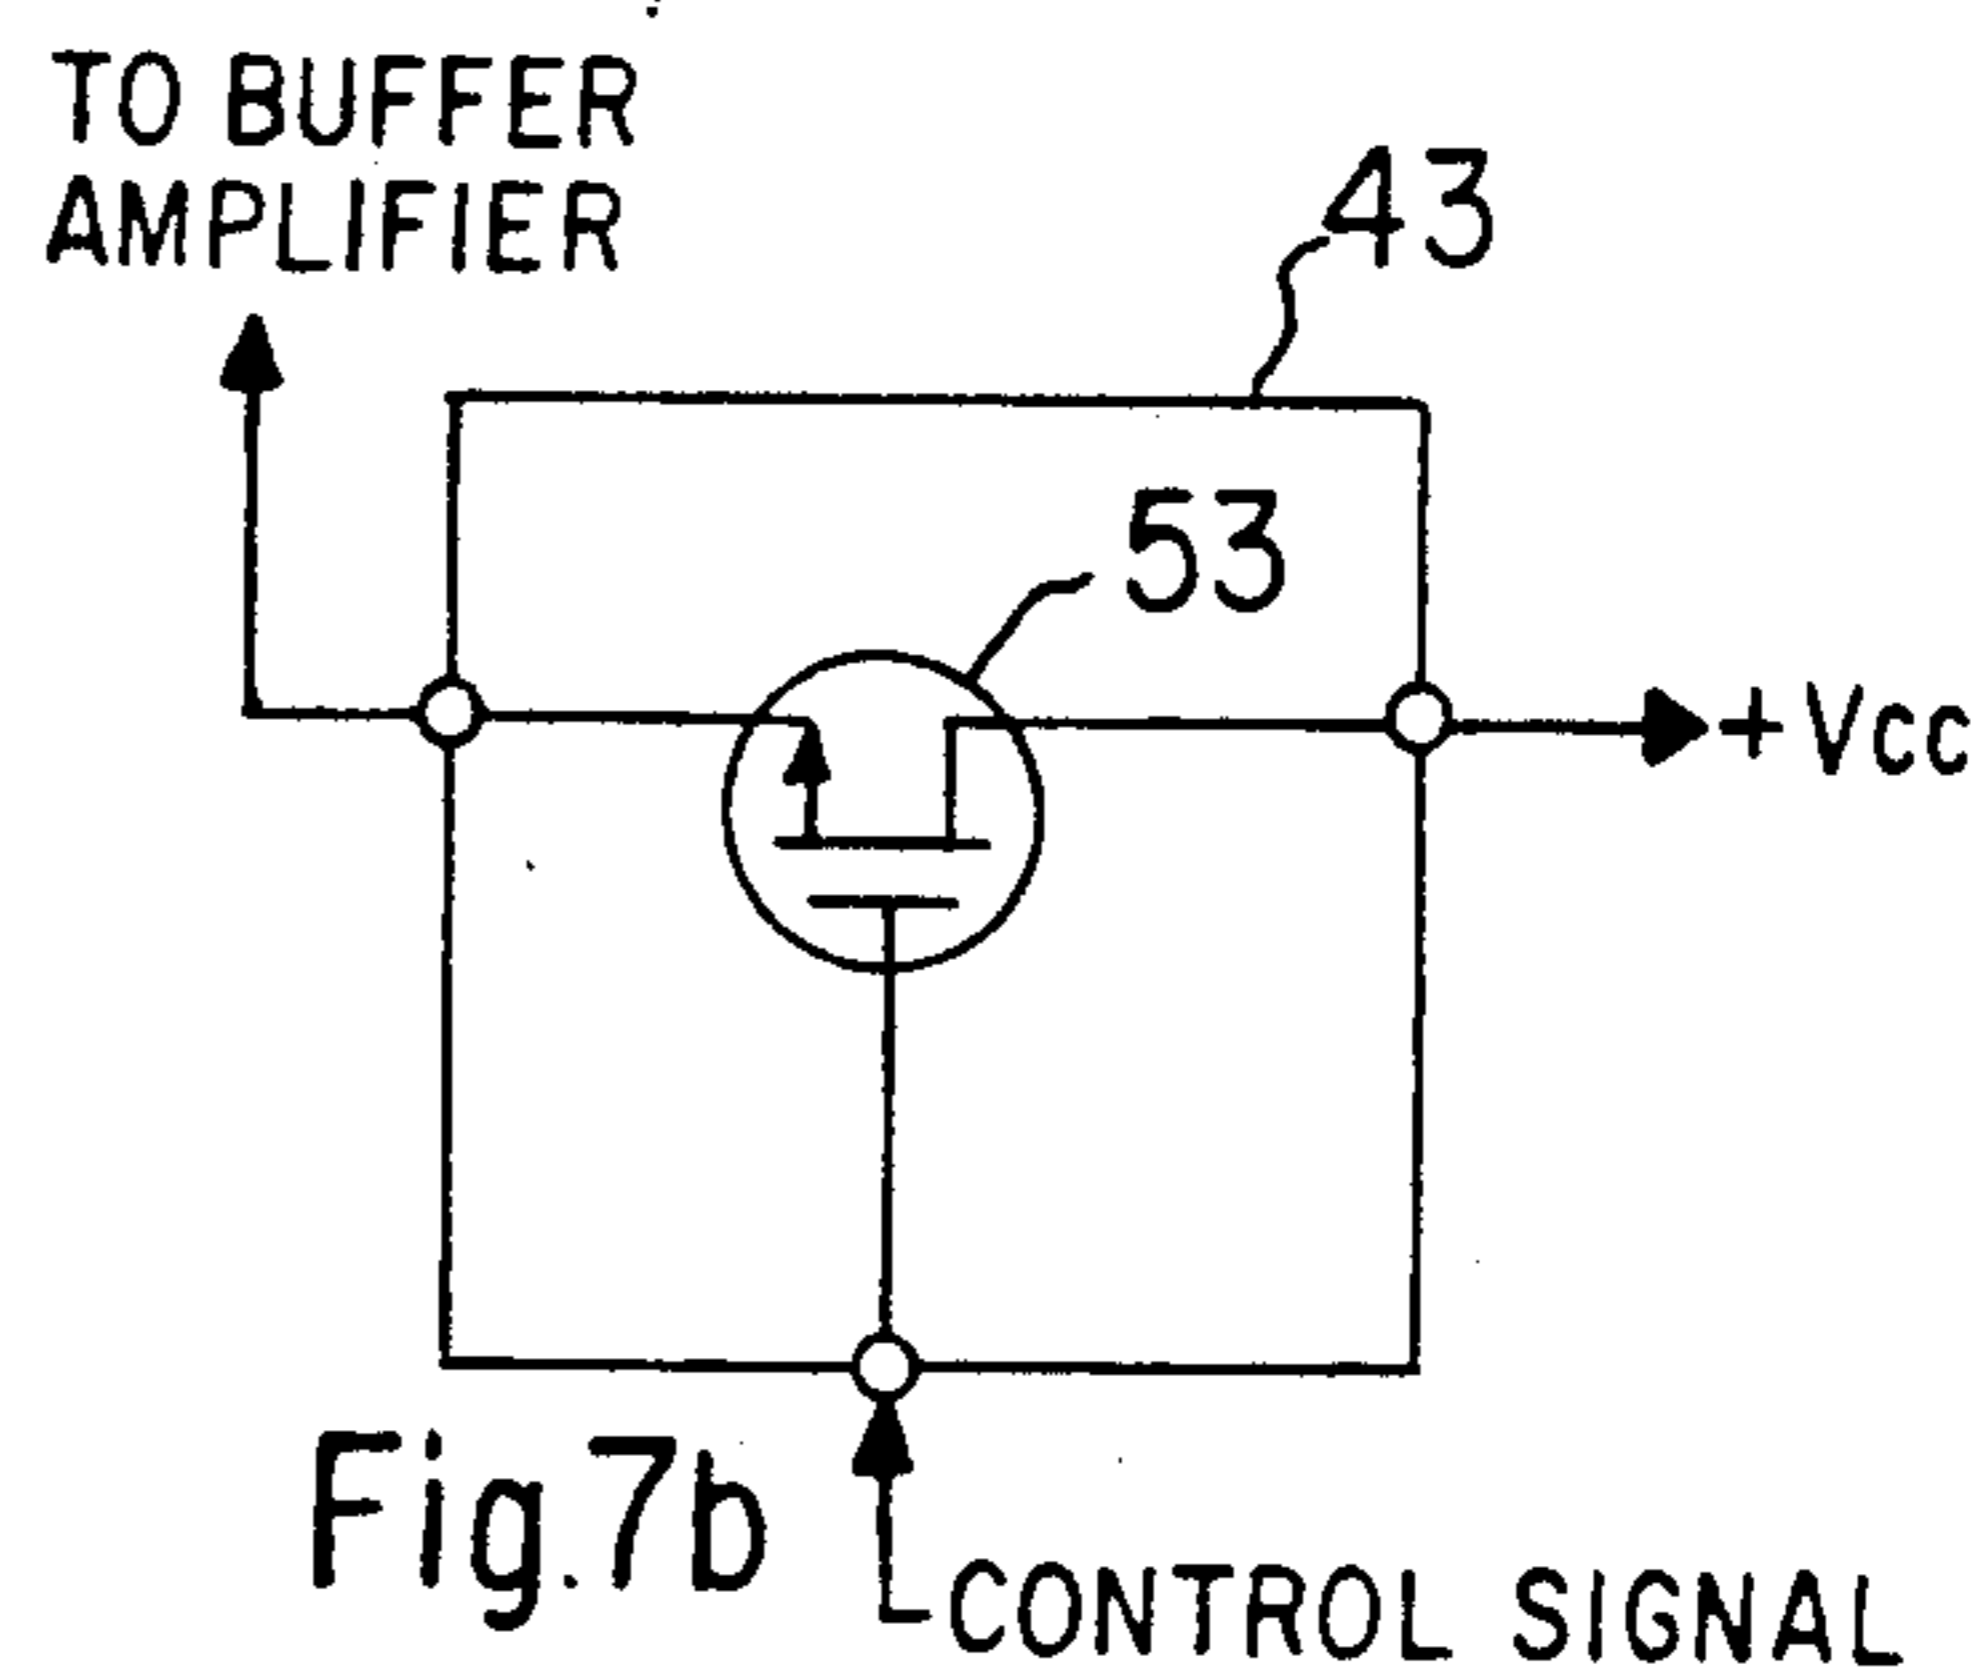 TO BUFFER
AMPLIFIER
43
53
+ Vcc
Fig. 7b
CONTROL SIGNAL